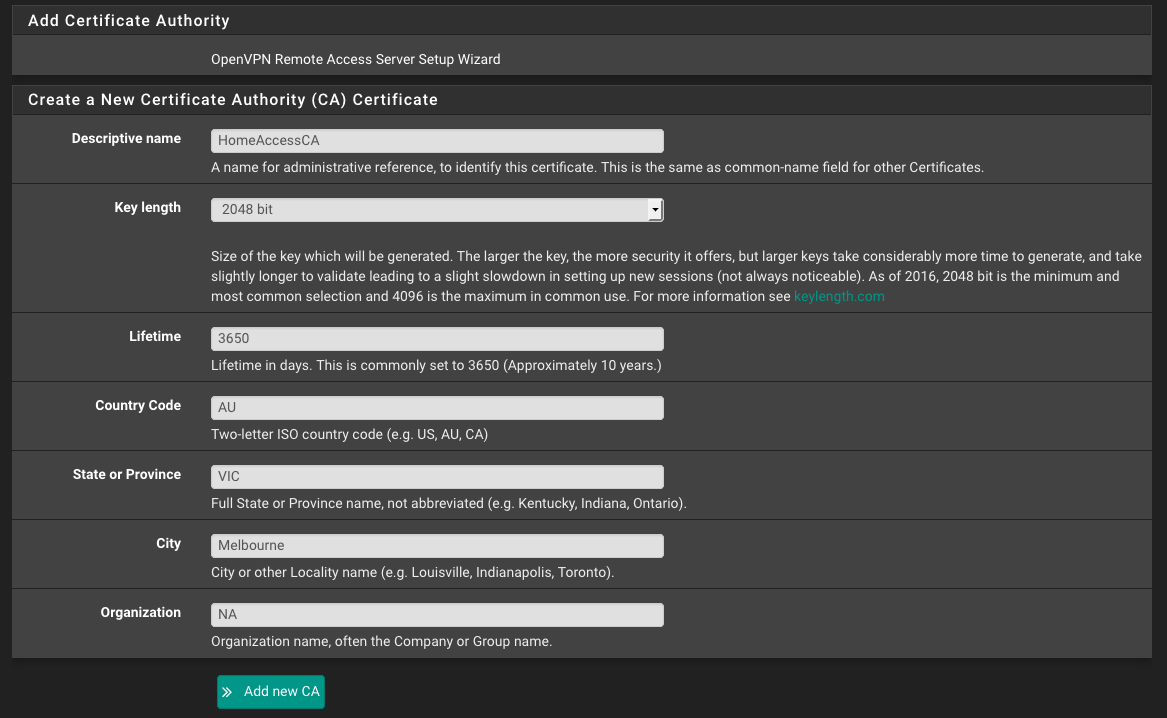 Add Certificate Authority
OpenVPN Remote Access Server Setup Wizard
Create a New Certificate Authority (CA) Certificate
Descriptive name
HomeAccessCA
A name for administrative reference, to identify this certificate. This is the same as common-name field for other Certificates.
Key length
2048 bit
Size of the key which will be generated. The larger the key, the more security it offers, but larger keys take considerably more time to generate, and take
slightly longer to validate leading to a slight slowdown in setting up new sessions (not always noticeable). As of 2016, 2048 bit is the minimum and
most common selection and 4096 is the maximum in common use. For more information see keylength.com
Lifetime
3650
Lifetime in days. This is commonly set to 3650 (Approximately 10 years.)
Country Code
AU
Two-letter ISO country code (e.g. US, AU, CA)
State or Province
VIC
Full State or Province name, not abbreviated (e.g. Kentucky, Indiana, Ontario).
City
Melbourne
City or other Locality name (e.g. Louisville, Indianapolis, Toronto).
Organization
NA
Organization name, often the Company or Group name.
Add new CA